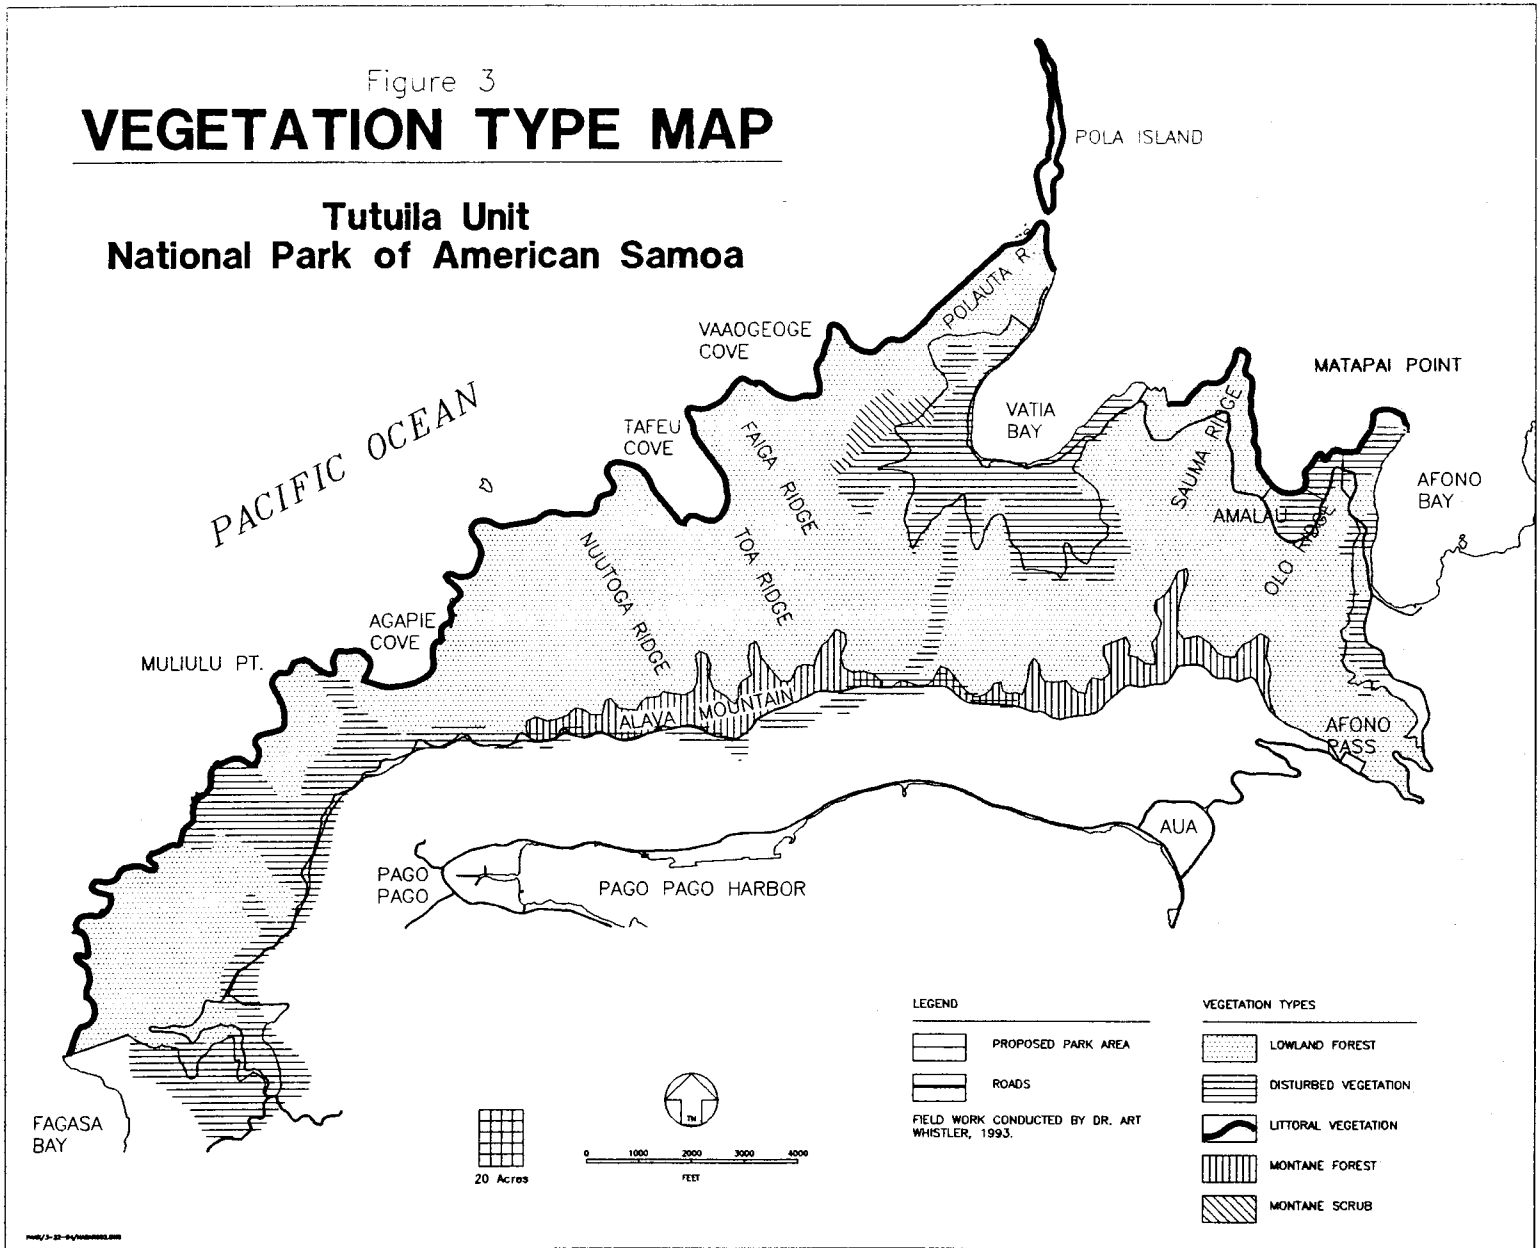 Figure 3
VEGETATION TYPE MAP
Tutuila Unit
National Park of American Samoa
POLA ISLAND
POLAUTA R.
VAAOGEOGE
COVE
MATAPAI POINT
PACIFIC OCEAN
TAFEU
COVE
FAIGA RIDGE
VATIA
BAY
SAUMA RIDGE
AFONO
BAY
AMALAU
OLO RIDGE
NUUTOGA RIDGE
TOA RIDGE
AGAPIE
COVE
MULIULU PT.
ALAVA MOUNTAIN
AFONO
PASS
AUA
PAGO
PAGO
PAGO PAGO HARBOR
FAGASA
BAY
20 Acres
TN
0 1000 2000 3000 4000
FEET
LEGEND
PROPOSED PARK AREA
ROADS
FIELD WORK CONDUCTED BY DR. ART
WHISTLER, 1993.
VEGETATION TYPES
LOWLAND FOREST
DISTURBED VEGETATION
LITTORAL VEGETATION
MONTANE FOREST
MONTANE SCRUB